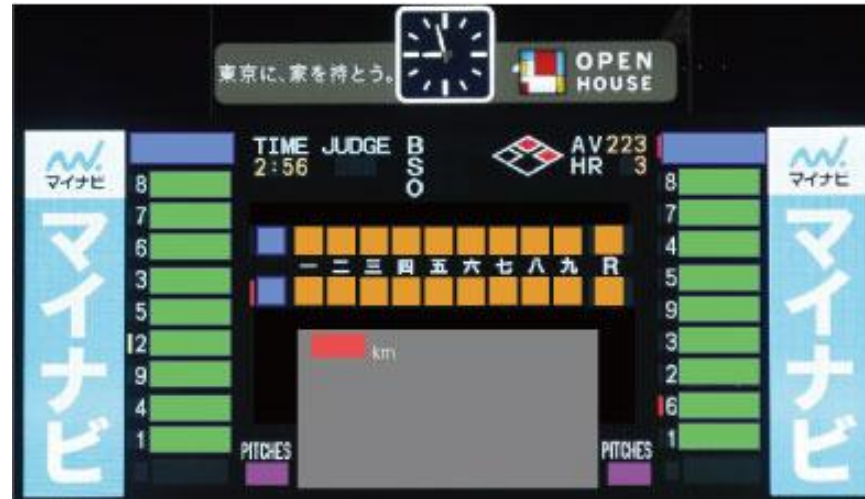 東京に、家を持とう。
OPEN
HOUSE
マイナビ
マイナビ
TIME JUDGE
2:56
B
S
O
AV 223
HR 3
マイナビ
マイナビ
8
7
6
3
5
2
9
4
1
一 二 三 四 五 六 七 八 九 R
km
PITCHES
PITCHES
8
7
4
5
9
3
2
6
1